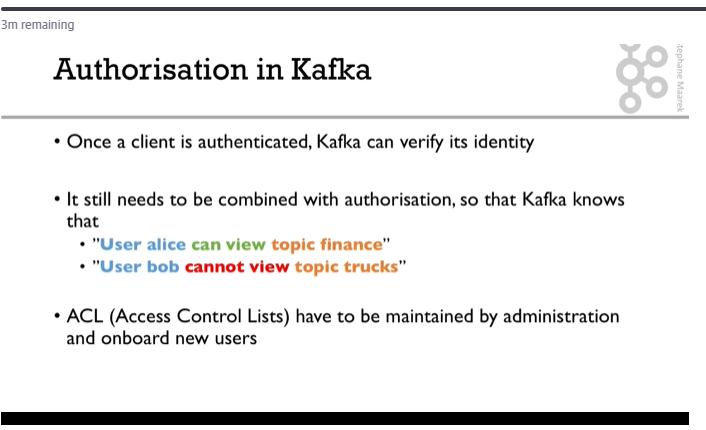 3m remaining
Authorisation in Kafka
Stephane Maarek
• Once a client is authenticated, Kafka can verify its identity
• It still needs to be combined with authorisation, so that Kafka knows
that
• "User alice can view topic finance"
• "User bob cannot view topic trucks"
• ACL (Access Control Lists) have to be maintained by administration
and onboard new users